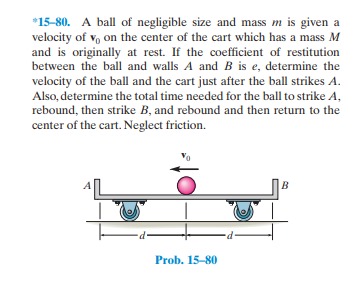 *15–80. A ball of negligible size and mass m is given a
velocity of v₀ on the center of the cart which has a mass M
and is originally at rest. If the coefficient of restitution
between the ball and walls A and B is e, determine the
velocity of the ball and the cart just after the ball strikes A.
Also, determine the total time needed for the ball to strike A,
rebound, then strike B, and rebound and then return to the
center of the cart. Neglect friction.
v₀
A B
d d
Prob. 15–80